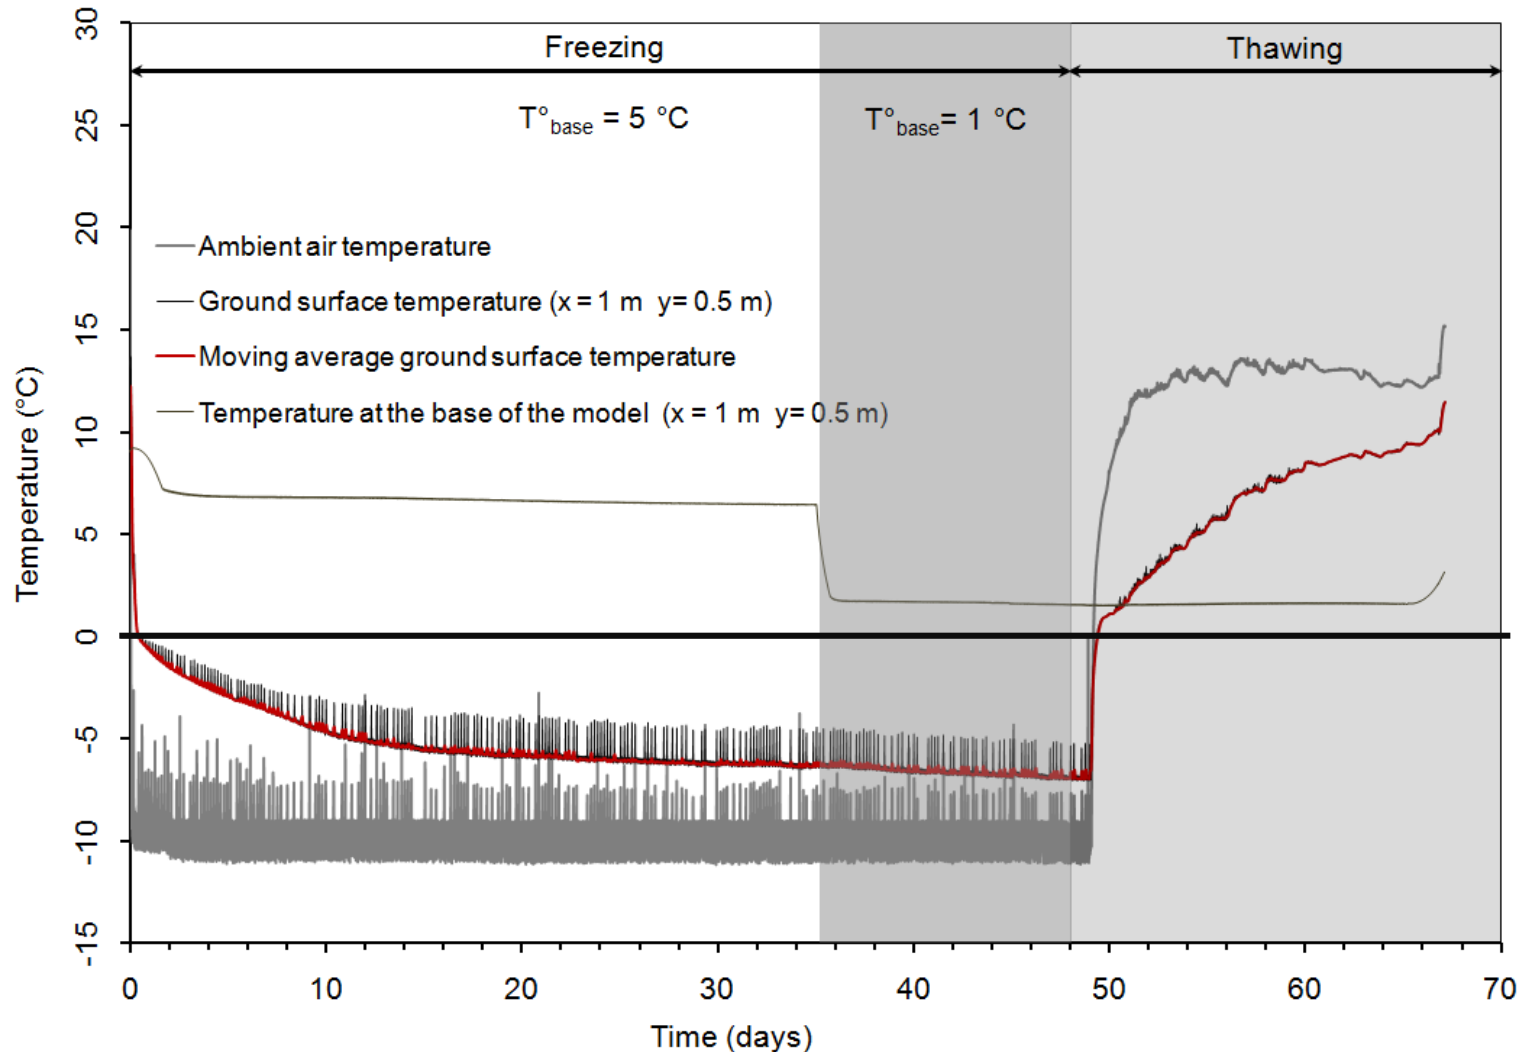 Freezing
Thawing
T°base = 5 °C
T°base= 1 °C
Ambient air temperature
Ground surface temperature (x = 1 m y= 0.5 m)
Moving average ground surface temperature
Temperature at the base of the model (x = 1 m y= 0.5 m)
Temperature (°C)
30
25
20
15
10
5
0
-5
-10
-15
0 10 20 30 40 50 60 70
Time (days)